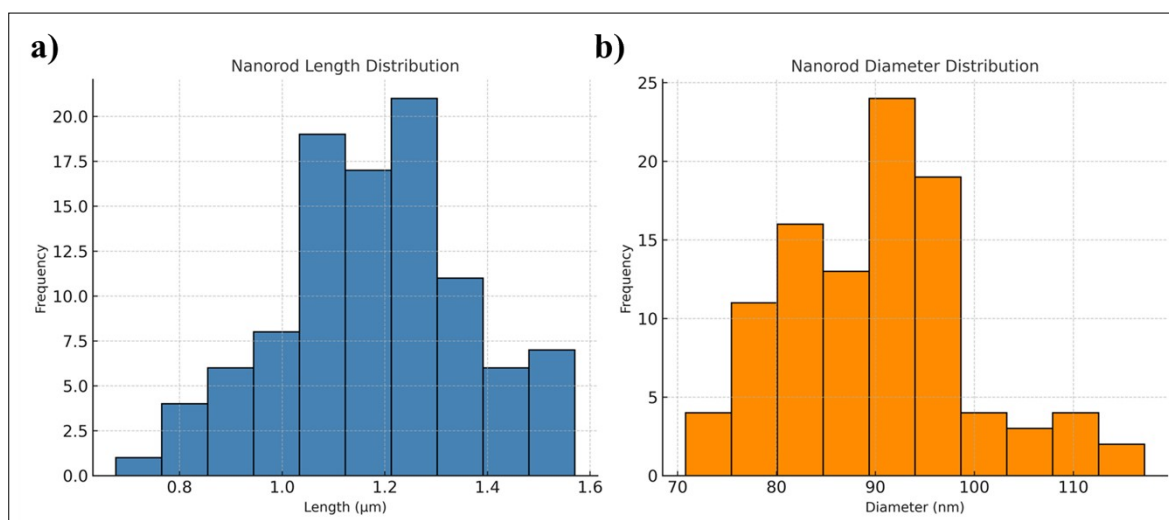 a)
Nanorod Length Distribution
Frequency
20.0
17.5
15.0
12.5
10.0
7.5
5.0
2.5
0.0
0.8 1.0 1.2 1.4 1.6
Length (μm)
b)
Nanorod Diameter Distribution
Frequency
25
20
15
10
5
0
70 80 90 100 110
Diameter (nm)